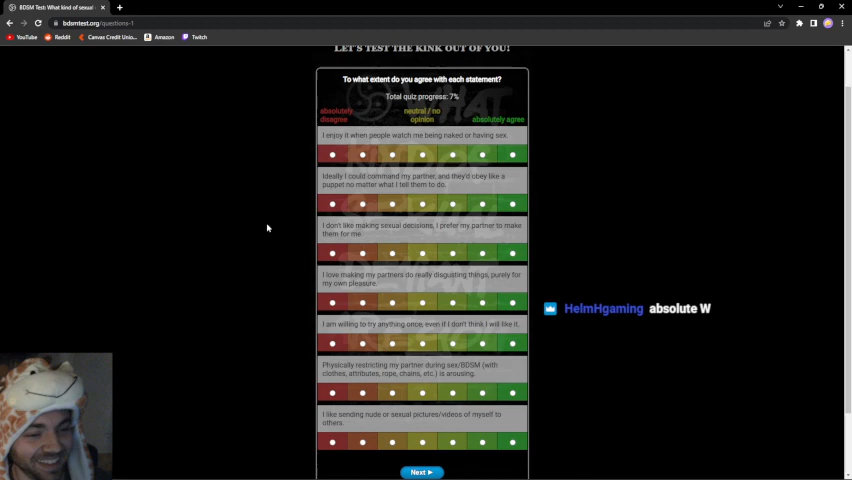 BDSM Test: What kind of sexual
bdsmtest.org/questions-1
YouTube Reddit Canvas Credit Unio... Amazon Twitch
LET'S TEST THE KINK OUT OF YOU!
To what extent do you agree with each statement?
Total quiz progress: 7%
absolutely disagree neutral / no opinion absolutely agree
I enjoy it when people watch me being naked or having sex.
Ideally I could command my partner, and they'd obey like a
puppet no matter what I tell them to do.
I don't like making sexual decisions, I prefer my partner to make
them for me
I love making my partners do really disgusting things, purely for
my own pleasure.
HelmHgaming absolute W
I am willing to try anything once, even if I don't think I will like it.
Physically restricting my partner during sex/BDSM (with
clothes, attributes, rope, chains, etc.) is arousing.
I like sending nude or sexual pictures/videos of myself to
others.
Next